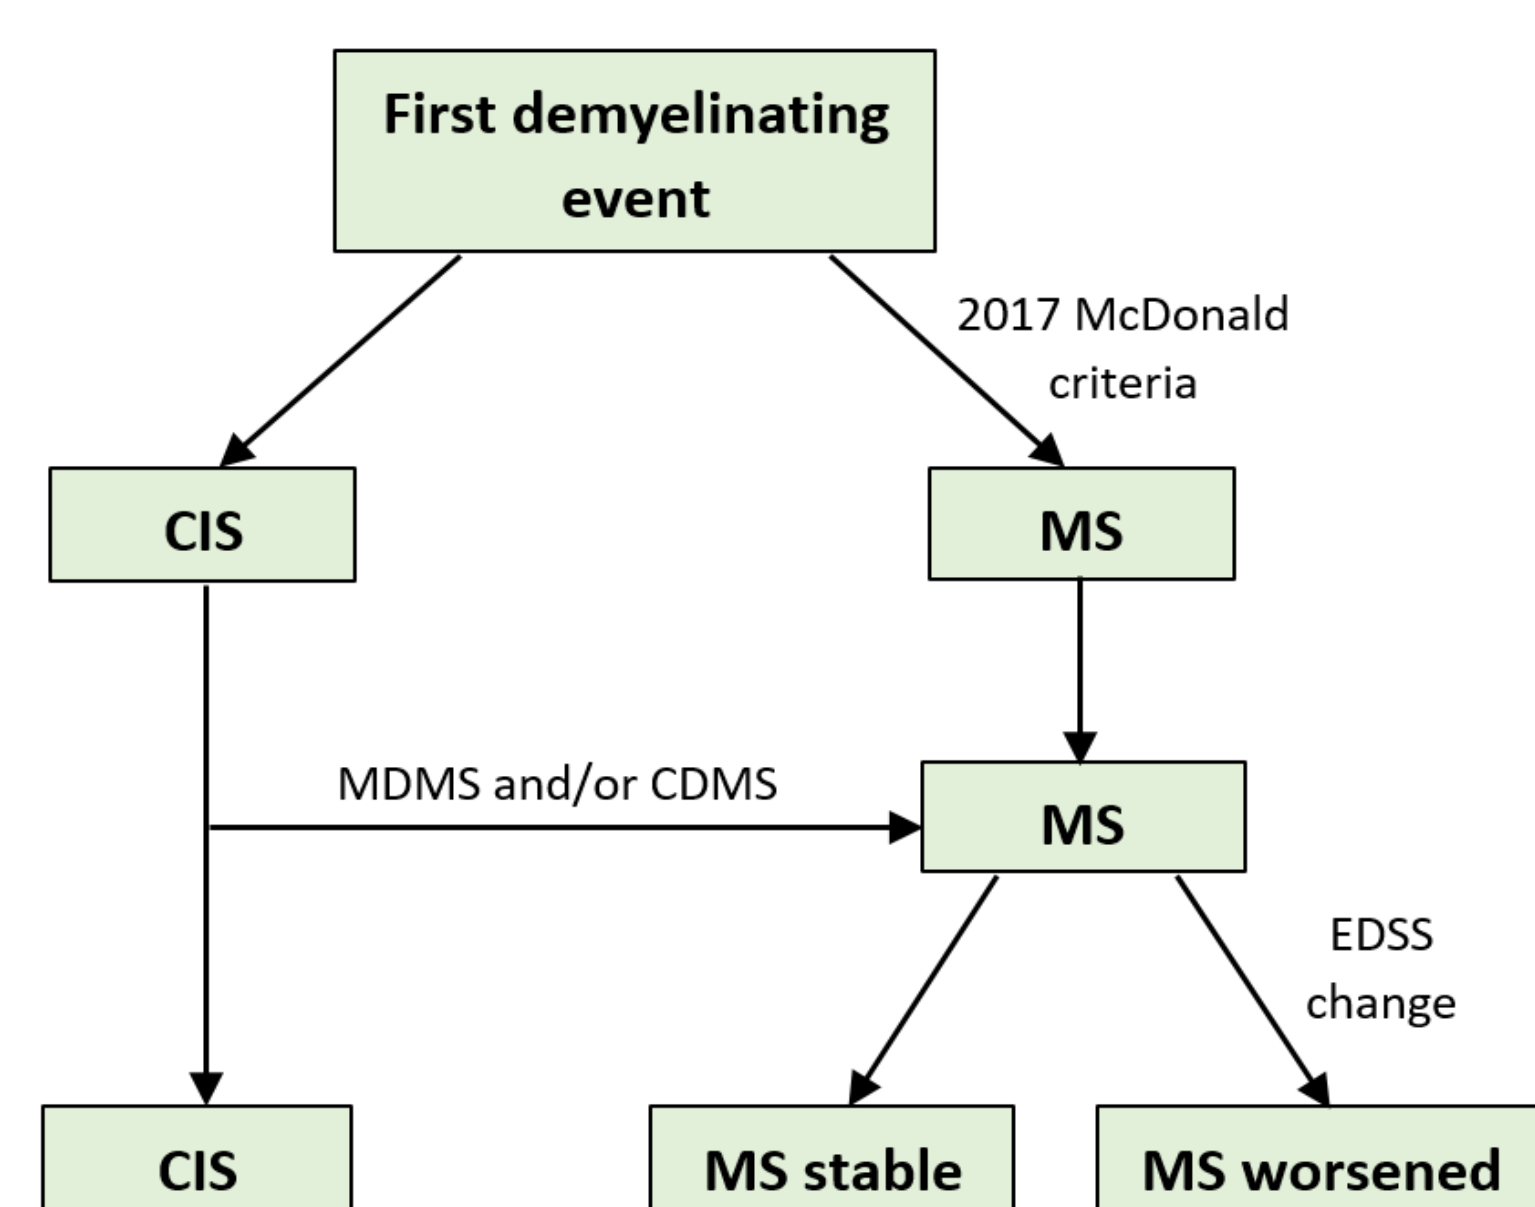 First demyelinating
event
2017 McDonald
criteria
CIS
MS
MDMS and/or CDMS
MS
EDSS
change
CIS
MS stable
MS worsened